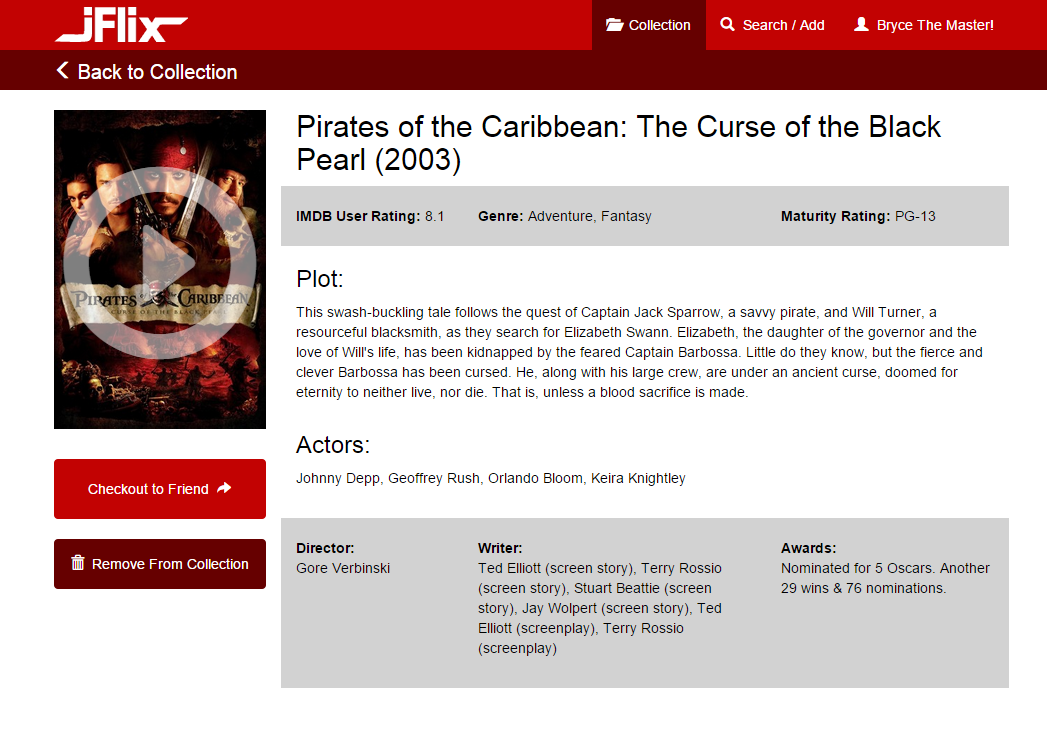 jFlix
Collection
Search / Add
Bryce The Master!
Back to Collection
Pirates of the Caribbean: The Curse of the Black
Pearl (2003)
IMDB User Rating: 8.1
Genre: Adventure, Fantasy
Maturity Rating: PG-13
PIRATES CARIBBEAN
CURSE OF THE BLACK PEARL
Plot:
This swash-buckling tale follows the quest of Captain Jack Sparrow, a savvy pirate, and Will Turner, a
resourceful blacksmith, as they search for Elizabeth Swann. Elizabeth, the daughter of the governor and the
love of Will's life, has been kidnapped by the feared Captain Barbossa. Little do they know, but the fierce and
clever Barbossa has been cursed. He, along with his large crew, are under an ancient curse, doomed for
eternity to neither live, nor die. That is, unless a blood sacrifice is made.
Actors:
Johnny Depp, Geoffrey Rush, Orlando Bloom, Keira Knightley
Checkout to Friend
Remove From Collection
Director:
Gore Verbinski
Writer:
Ted Elliott (screen story), Terry Rossio
(screen story), Stuart Beattie (screen
story), Jay Wolpert (screen story), Ted
Elliott (screenplay), Terry Rossio
(screenplay)
Awards:
Nominated for 5 Oscars. Another
29 wins & 76 nominations.